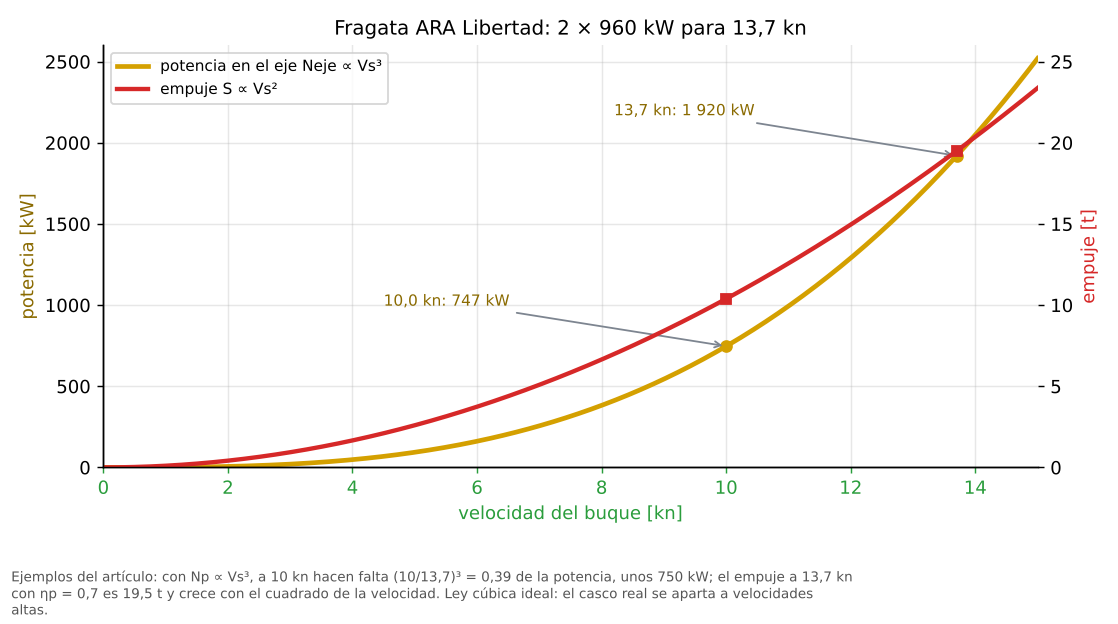 Fragata ARA Libertad: 2 × 960 kW para 13,7 kn
potencia en el eje Neje ∝ Vs³
empuje S ∝ Vs²
13,7 kn: 1 920 kW
10,0 kn: 747 kW
potencia [kW]
2500
2000
1500
1000
500
0
empuje [t]
25
20
15
10
5
0
0 2 4 6 8 10 12 14
velocidad del buque [kn]
Ejemplos del artículo: con Np ∝ Vs³, a 10 kn hacen falta (10/13,7)³ = 0,39 de la potencia, unos 750 kW; el empuje a 13,7 kn
con ηp = 0,7 es 19,5 t y crece con el cuadrado de la velocidad. Ley cúbica ideal: el casco real se aparta a velocidades
altas.